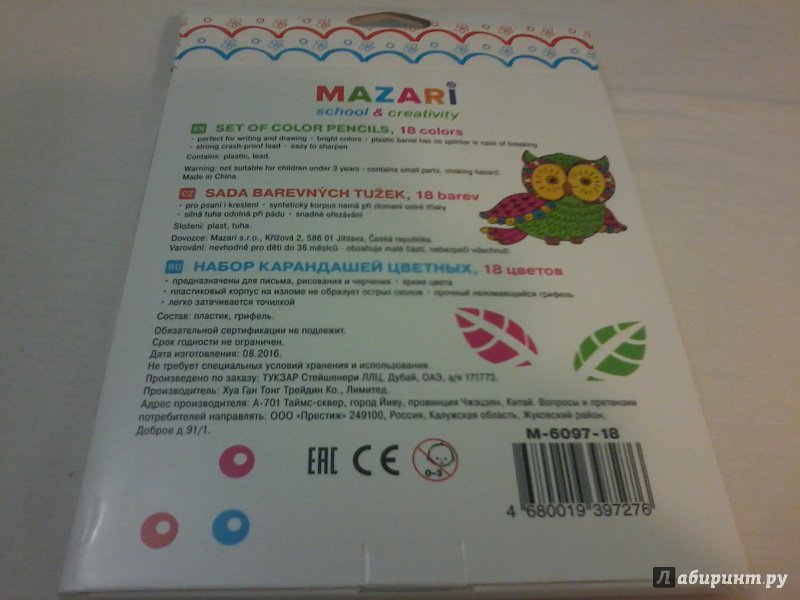 MAZARi®
school & creativity
EN SET OF COLOR PENCILS, 18 colors
• perfect for writing and drawing • bright colors • plastic barrel has no splinter in case of breaking
• strong crash-proof lead • easy to sharpen
Contains: plastic, lead.
Warning: not suitable for children under 3 years - contains small parts, choking hazard.
Made in China.
CZ SADA BAREVNÝCH TUŽEK, 18 barev
• pro psaní i kreslení • syntetický korpus nemá při zlomení ostré třísky
• silná tuha odolná při pádu • snadné ořezávání
Složení: plast, tuha.
Dovozce: Mazari s.r.o., Křížová 2, 586 01 Jihlava, Česká republika.
Varování: nevhodné pro děti do 36 měsíců - obsahuje malé části, nebezpečí vdechnutí.
RU НАБОР КАРАНДАШЕЙ ЦВЕТНЫХ, 18 цветов
• предназначены для письма, рисования и черчения • яркие цвета
• пластиковый корпус на изломе не образует острых сколов • прочный неломающийся грифель
• легко затачивается точилкой
Состав: пластик, грифель.
Обязательной сертификации не подлежит.
Срок годности не ограничен.
Дата изготовления: 08.2016.
Не требует специальных условий хранения и использования.
Произведено по заказу: ТУКЗАР Стейшенери ЛЛЦ, Дубай, ОАЭ, а/я 171773.
Производитель: Хуа Ган Тонг Трейдин Ко., Лимитед.
Адрес производителя: А-701 Таймс-сквер, город Йиву, провинция Чжэцзян, Китай. Вопросы и претензии
потребителей направлять: ООО «Престиж» 249100, Россия, Калужская область, Жуковский район,
Доброе д.91/1.
M-6097-18
EAC CE 0-3
4 680019 397276
Лабиринт.ру